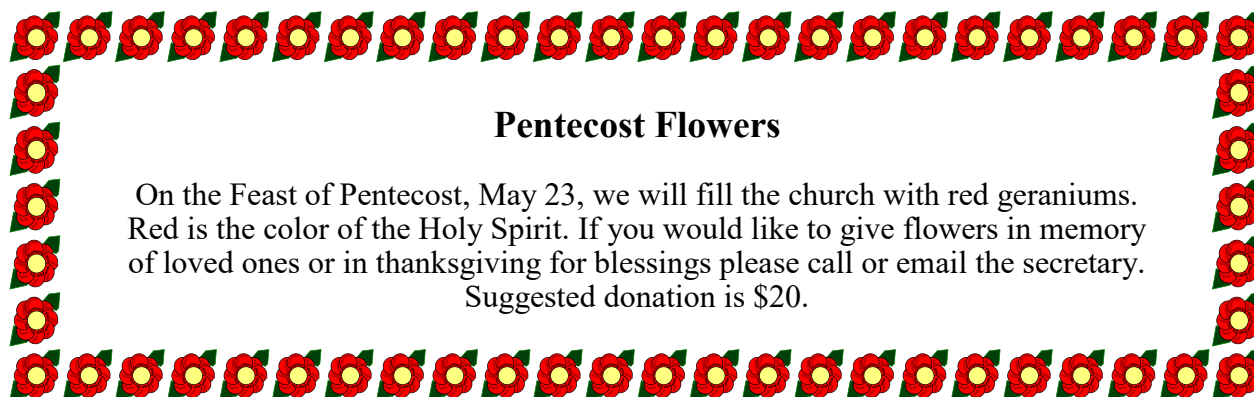 Pentecost Flowers
On the Feast of Pentecost, May 23, we will fill the church with red geraniums.
Red is the color of the Holy Spirit. If you would like to give flowers in memory
of loved ones or in thanksgiving for blessings please call or email the secretary.
Suggested donation is $20.